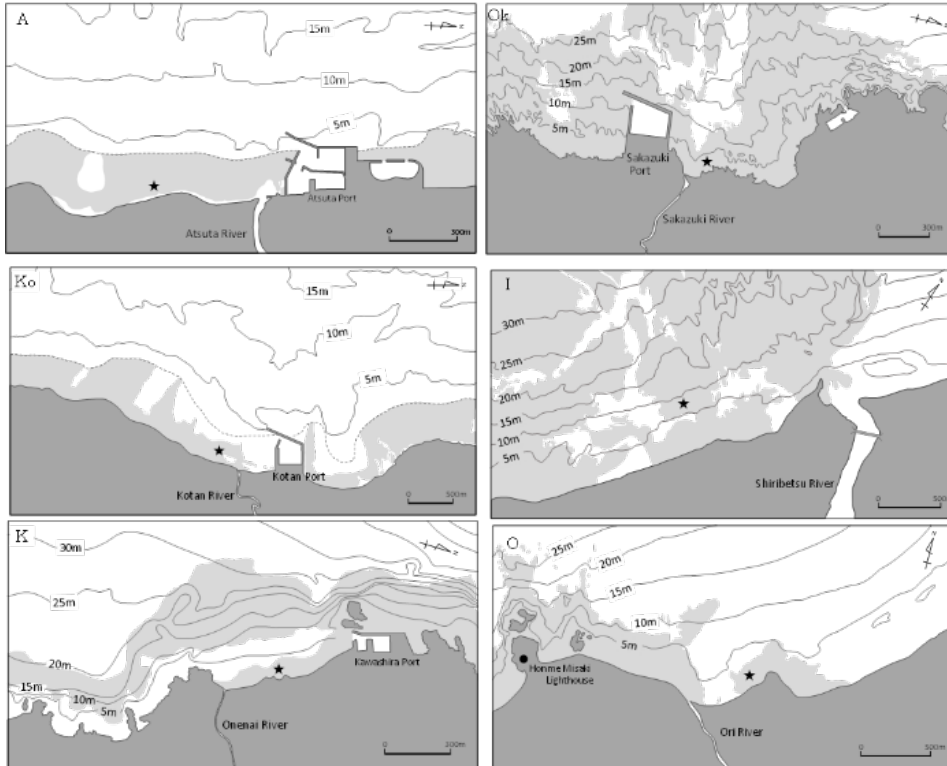 A
15m
10m
5m
Atsuta Port
Atsuta River
0
300m
Ok
25m
20m
15m
10m
5m
Sakazuki
Port
Sakazuki River
0
300m
Ko
15m
10m
5m
Kotan Port
Kotan River
0
500m
I
30m
25m
20m
15m
10m
5m
Shiribetsu River
0
500m
K
30m
25m
20m
15m
10m
5m
Kawashira Port
Onenai River
0
300m
O
25m
20m
15m
10m
5m
Honme Misaki
Lighthouse
Ori River
0
300m